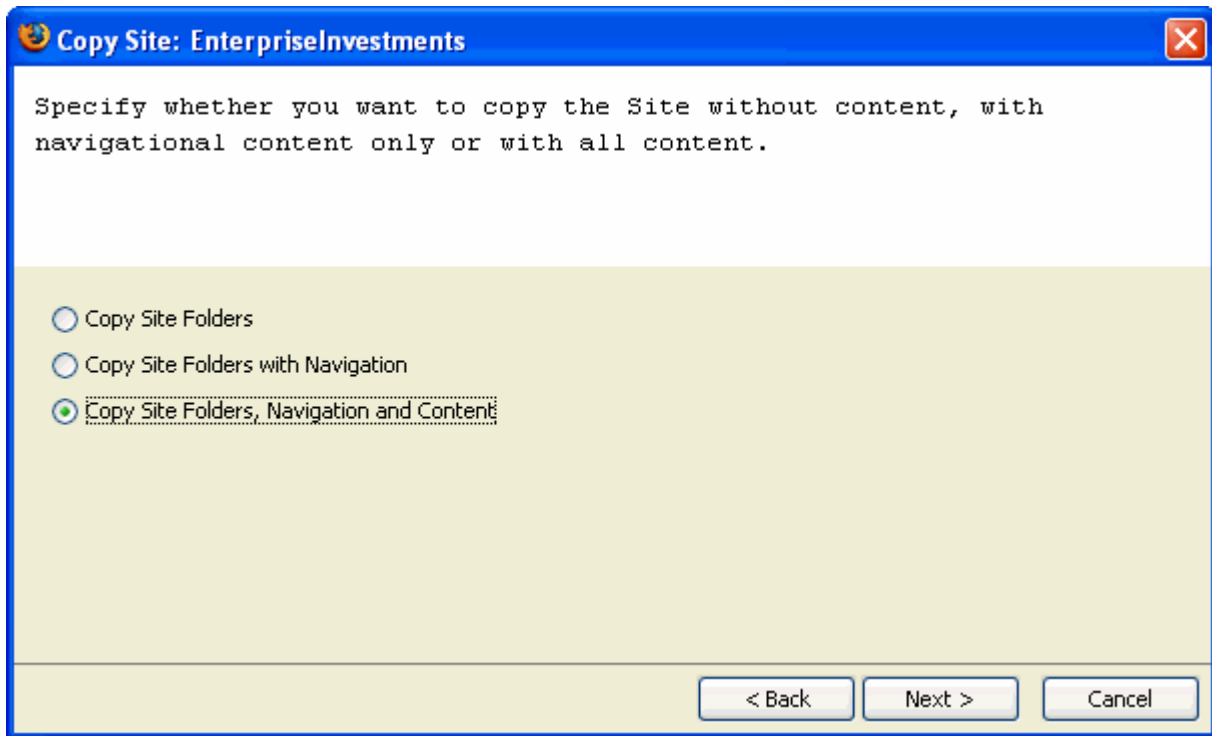 Copy Site: EnterpriseInvestments
Specify whether you want to copy the Site without content, with
navigational content only or with all content.
Copy Site Folders
Copy Site Folders with Navigation
Copy Site Folders, Navigation and Content
< Back Next > Cancel